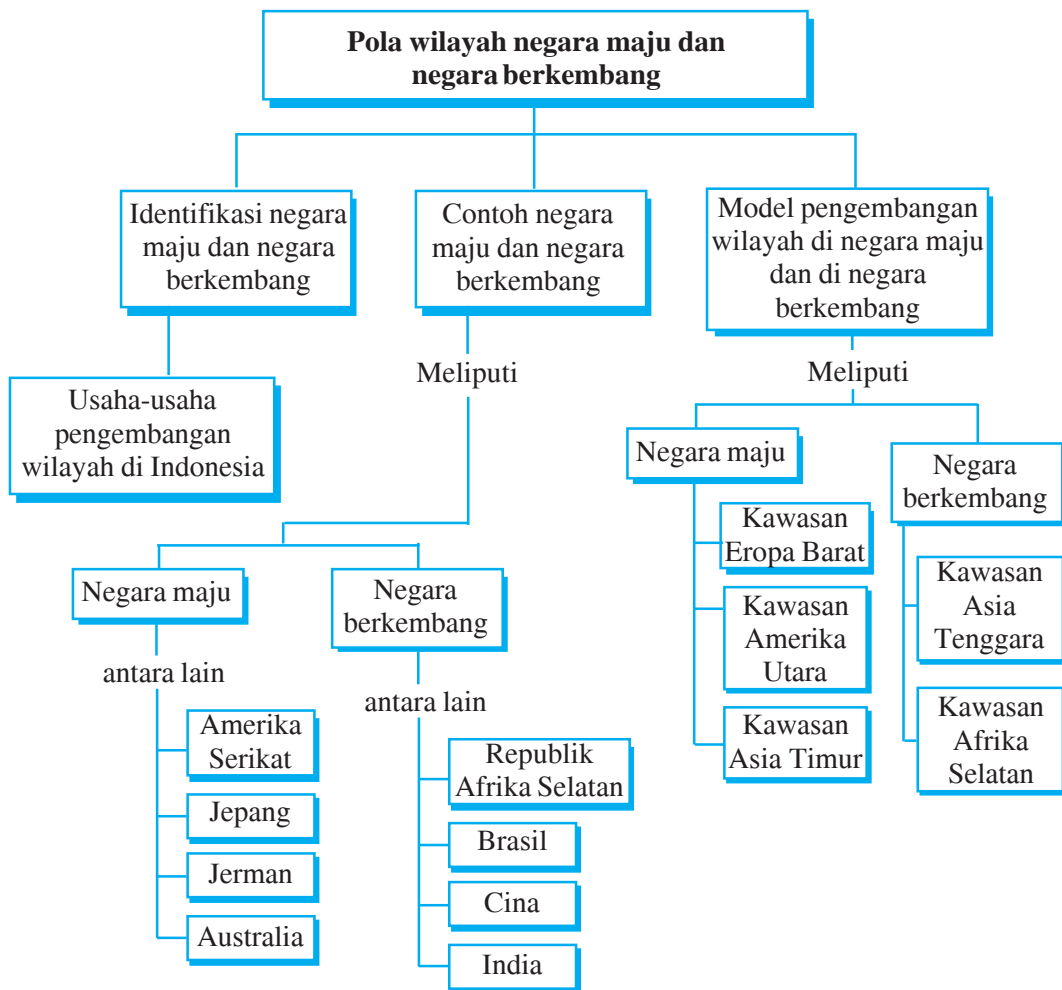 Pola wilayah negara maju dan
negara berkembang
Identifikasi negara
maju dan negara
berkembang
Contoh negara
maju dan negara
berkembang
Model pengembangan
wilayah di negara maju
dan di negara
berkembang
Usaha-usaha
pengembangan
wilayah di Indonesia
Meliputi
Negara maju
antara lain
Amerika
Serikat
Jepang
Jerman
Australia
Negara
berkembang
antara lain
Republik
Afrika Selatan
Brasil
Cina
India
Meliputi
Negara maju
Kawasan
Eropa Barat
Kawasan
Amerika
Utara
Kawasan
Asia Timur
Negara
berkembang
Kawasan
Asia
Tenggara
Kawasan
Afrika
Selatan